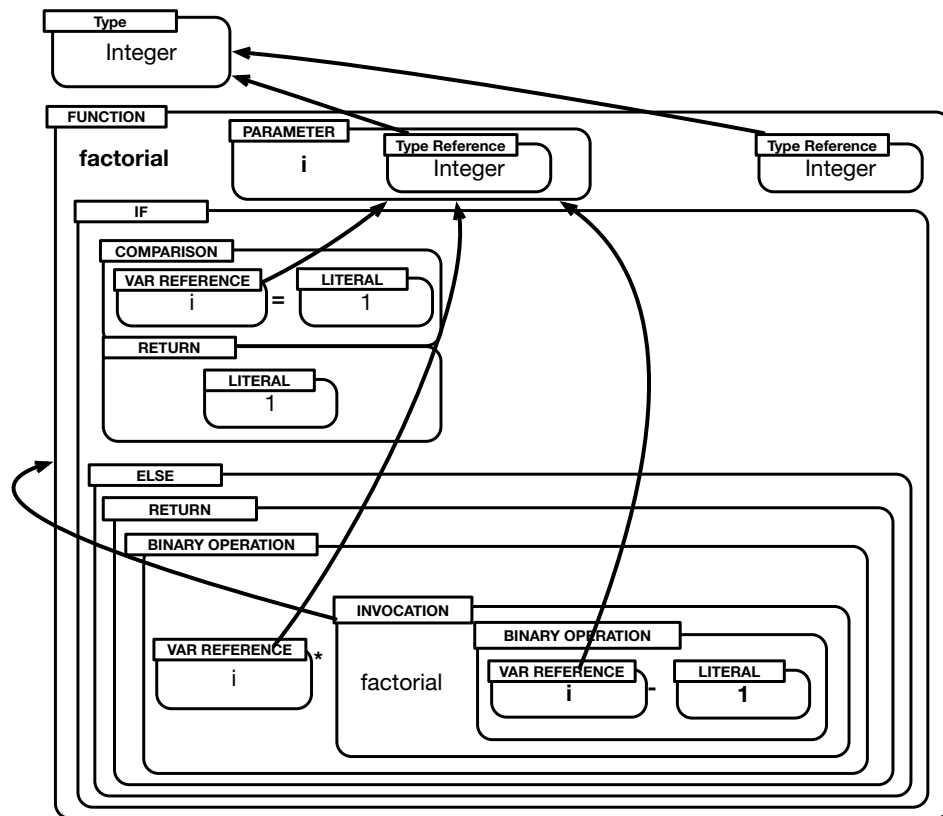 Type
Integer
FUNCTION
factorial
PARAMETER
i
Type Reference
Integer
Type Reference
Integer
IF
COMPARISON
VAR REFERENCE
i
=
LITERAL
1
RETURN
LITERAL
1
ELSE
RETURN
BINARY OPERATION
VAR REFERENCE
i
*
INVOCATION
factorial
BINARY OPERATION
VAR REFERENCE
i
-
LITERAL
1